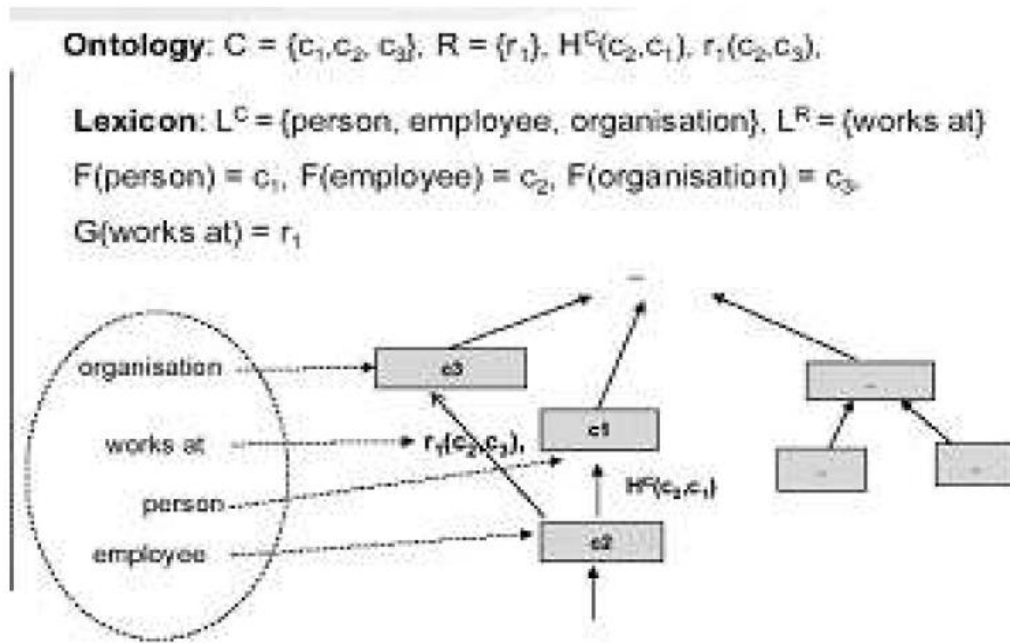 Ontology: C = {c₁,c₂, c₃}, R = {r₁}, Hᶜ(c₂,c₁), r₁(c₂,c₃),
Lexicon: Lᶜ = {person, employee, organisation}, Lᴿ = {works at}
F(person) = c₁, F(employee) = c₂, F(organisation) = c₃,
G(works at) = r₁
organisation
c3
works at
r₁(c₂,c₃),
c1
person
Hᶜ(c₂,c₁)
employee
c2